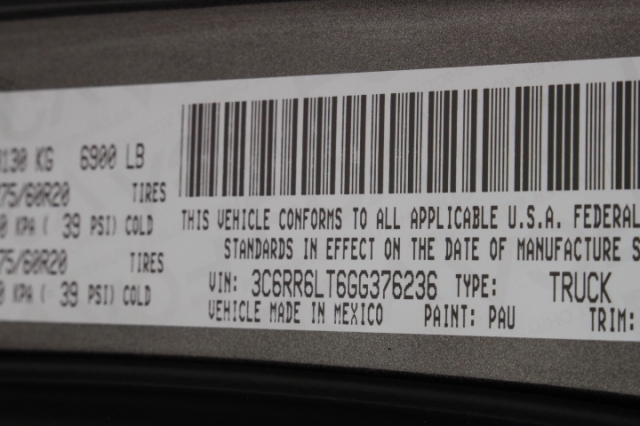 130 KG 6900 LB
75/60R20 TIRES
0 KPA ( 39 PSI) COLD
75/60R20 TIRES
0 KPA ( 39 PSI) COLD
THIS VEHICLE CONFORMS TO ALL APPLICABLE U.S.A. FEDERAL
STANDARDS IN EFFECT ON THE DATE OF MANUFACTURE S
VIN: 3C6RR6LT6GG376236 TYPE: TRUCK
VEHICLE MADE IN MEXICO PAINT: PAU TRIM: